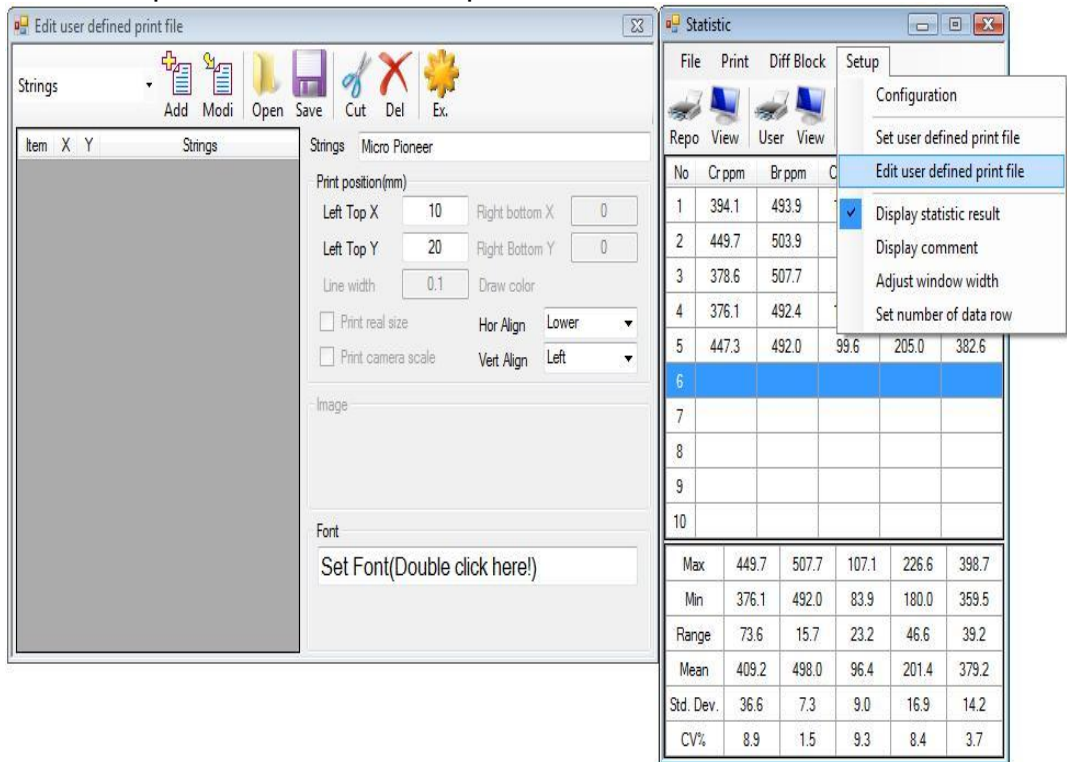 Edit user defined print file
Strings
Add Modi Open Save Cut Del Ex.
Item X Y Strings
Strings Micro Pioneer
Print position(mm)
Left Top X 10 Right bottom X 0
Left Top Y 20 Right Bottom Y 0
Line width 0.1 Draw color
Print real size Hor Align Lower
Print camera scale Vert Align Left
Image
Font
Set Font(Double click here!)
Statistic
File Print Diff Block Setup
Repo View User View
Configuration
Set user defined print file
Edit user defined print file
Display statistic result
Display comment
Adjust window width
Set number of data row
No Cr ppm Br ppm
1 394.1 493.9
2 449.7 503.9
3 378.6 507.7
4 376.1 492.4
5 447.3 492.0 99.6 205.0 382.6
6
7
8
9
10
Max 449.7 507.7 107.1 226.6 398.7
Min 376.1 492.0 83.9 180.0 359.5
Range 73.6 15.7 23.2 46.6 39.2
Mean 409.2 498.0 96.4 201.4 379.2
Std. Dev. 36.6 7.3 9.0 16.9 14.2
CV% 8.9 1.5 9.3 8.4 3.7